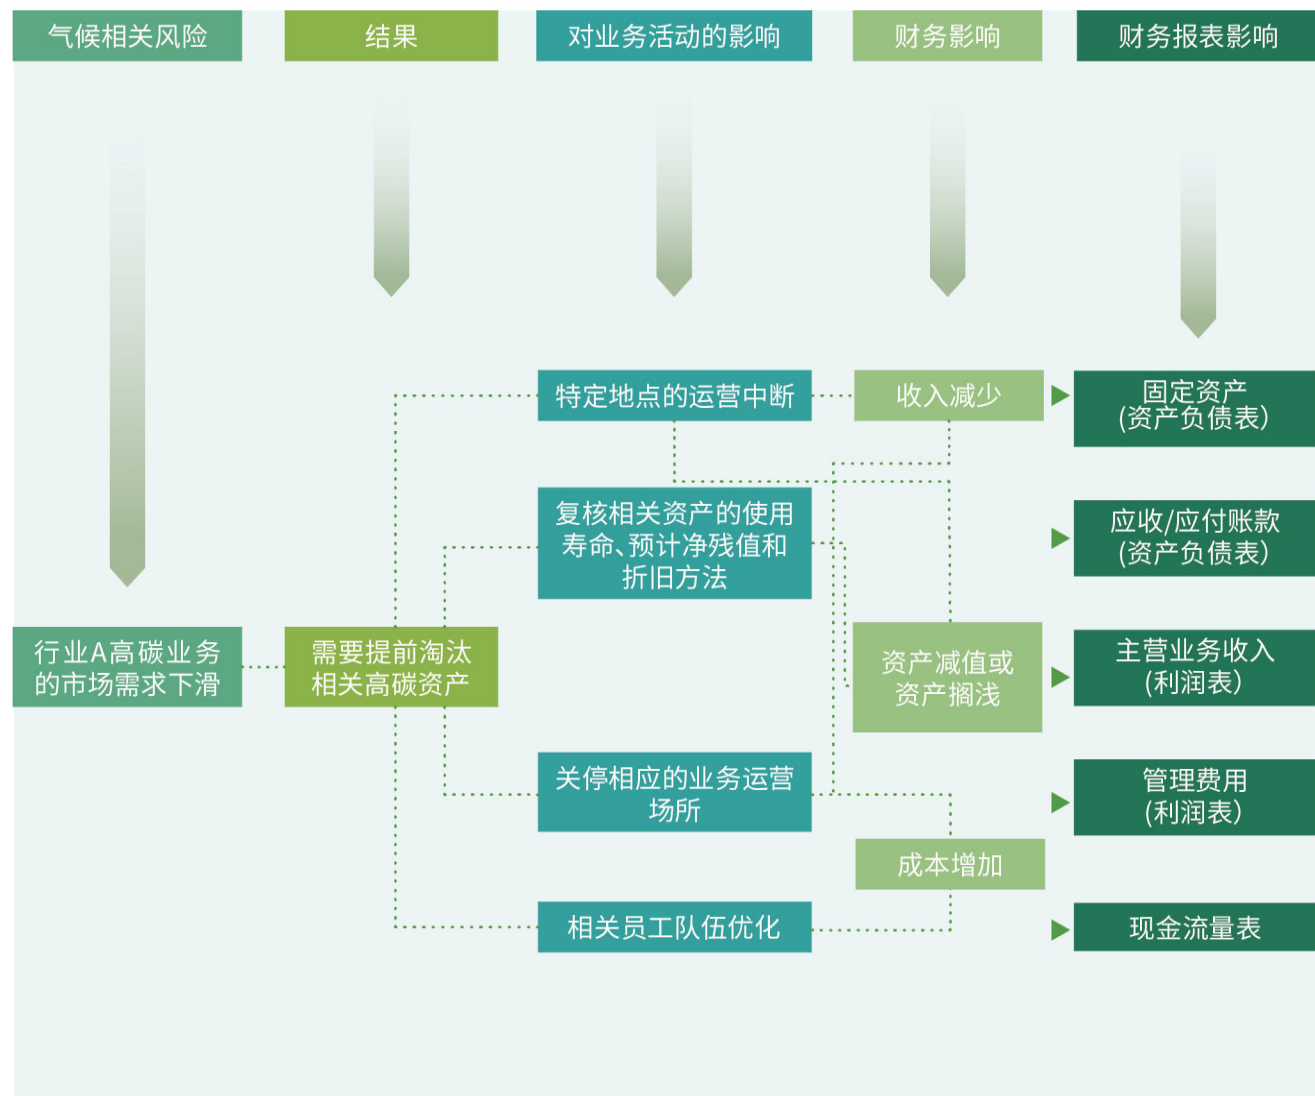 气候相关风险
结果
对业务活动的影响
财务影响
财务报表影响
特定地点的运营中断
收入减少
固定资产
(资产负债表)
复核相关资产的使用
寿命、预计净残值和
折旧方法
应收/应付账款
(资产负债表)
行业A高碳业务
的市场需求下滑
需要提前淘汰
相关高碳资产
资产减值或
资产搁浅
主营业务收入
(利润表)
关停相应的业务运营
场所
管理费用
(利润表)
成本增加
相关员工队伍优化
现金流量表